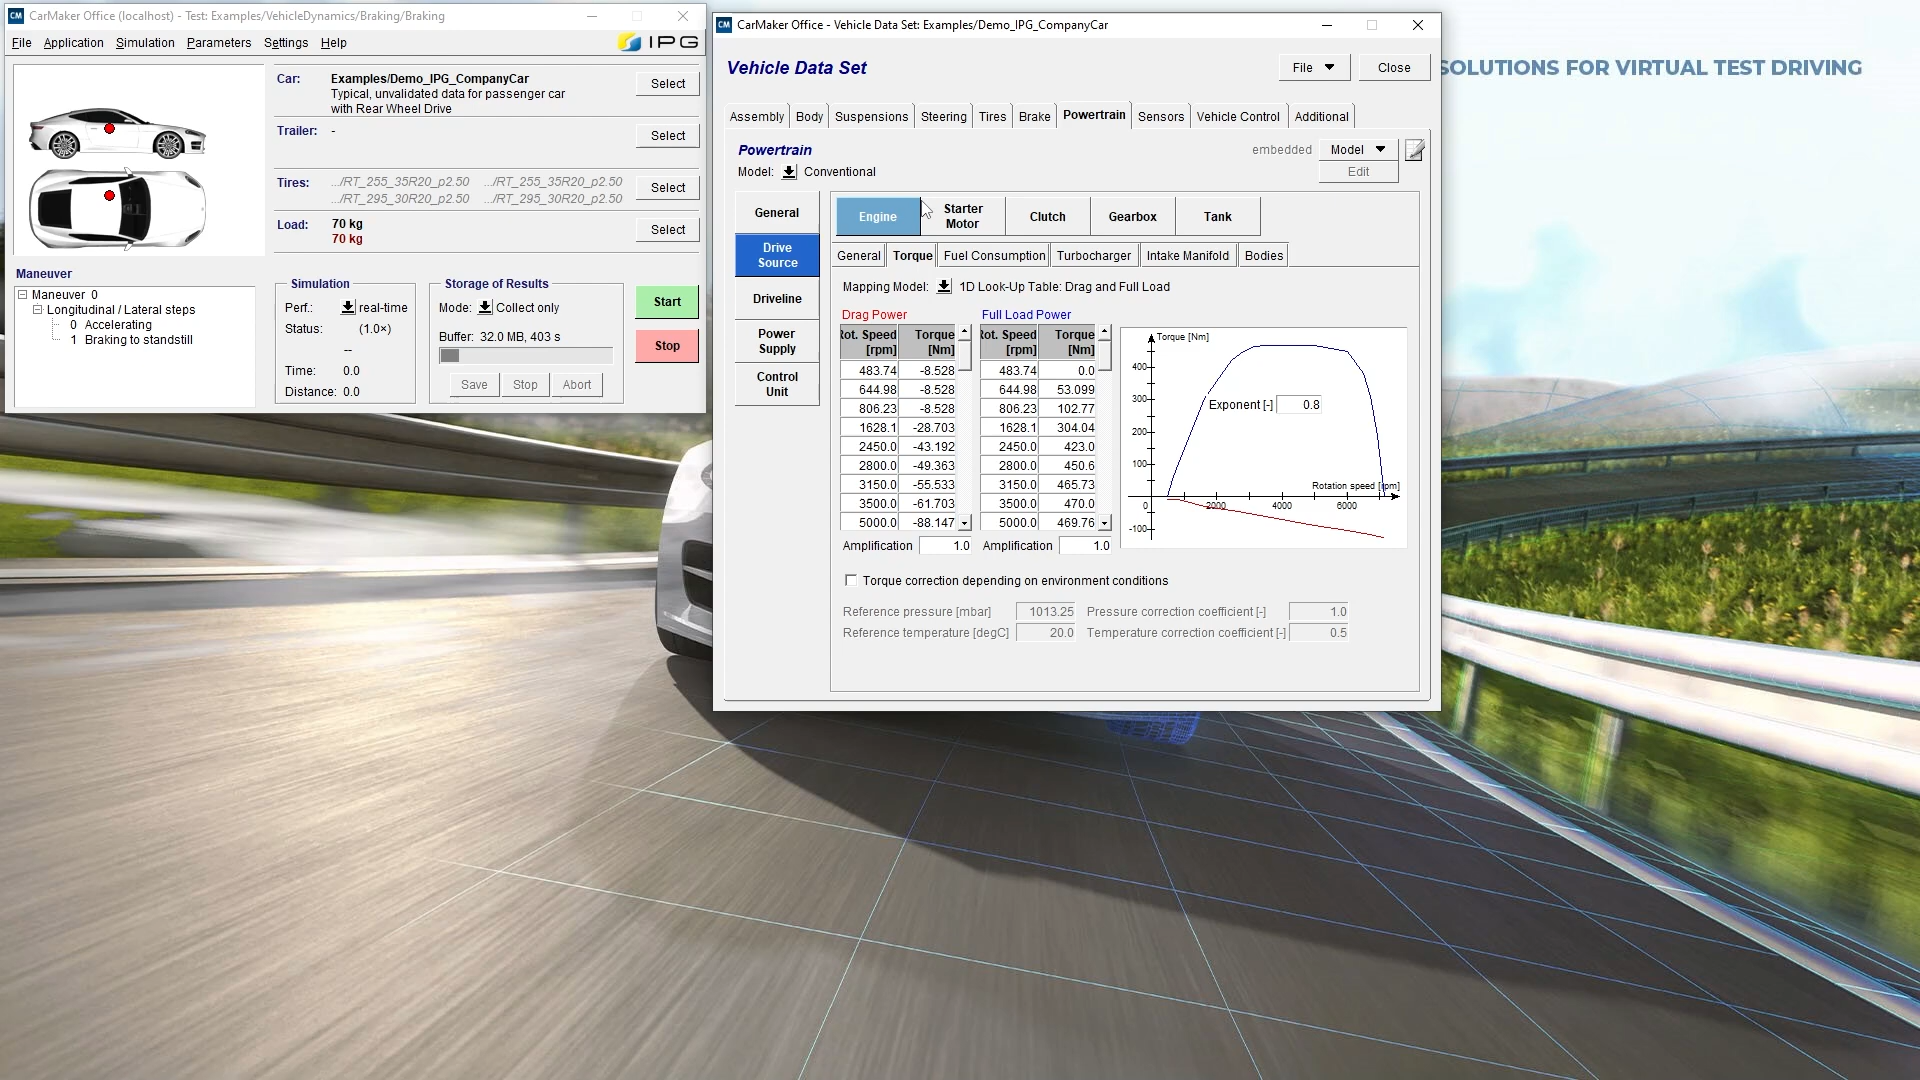 CarMaker Office (localhost) - Test: Examples/VehicleDynamics/Braking/Braking
File Application Simulation Parameters Settings Help
IPG
Car: Examples/Demo_IPG_CompanyCar
Typical, unvalidated data for passenger car
with Rear Wheel Drive
Select
Trailer: -
Select
Tires: .../RT_255_35R20_p2.50 .../RT_255_35R20_p2.50
.../RT_295_30R20_p2.50 .../RT_295_30R20_p2.50
Select
Load: 70 kg
70 kg
Select
Maneuver
Maneuver 0
Longitudinal / Lateral steps
0 Accelerating
1 Braking to standstill
Simulation
Perf.: real-time
Status: (1.0×)
--
Time: 0.0
Distance: 0.0
Storage of Results
Mode: Collect only
Buffer: 32.0 MB, 403 s
Save Stop Abort
Start
Stop
CarMaker Office - Vehicle Data Set: Examples/Demo_IPG_CompanyCar
Vehicle Data Set
File
Close
Assembly Body Suspensions Steering Tires Brake Powertrain Sensors Vehicle Control Additional
Powertrain
embedded Model
Model: Conventional
Edit
General
Drive Source
Driveline
Power Supply
Control Unit
Engine Starter Motor Clutch Gearbox Tank
General Torque Fuel Consumption Turbocharger Intake Manifold Bodies
Mapping Model: 1D Look-Up Table: Drag and Full Load
Drag Power Full Load Power
Rot. Speed Torque Rot. Speed Torque
[rpm] [Nm] [rpm] [Nm]
483.74 -8.528 483.74 0.0
644.98 -8.528 644.98 53.099
806.23 -8.528 806.23 102.77
1628.1 -28.703 1628.1 304.04
2450.0 -43.192 2450.0 423.0
2800.0 -49.363 2800.0 450.6
3150.0 -55.533 3150.0 465.73
3500.0 -61.703 3500.0 470.0
5000.0 -88.147 5000.0 469.76
Amplification 1.0 Amplification 1.0
Torque [Nm]
400
300
200
100
0
-100
2000 4000 6000
Rotation speed [rpm]
Exponent [-] 0.8
Torque correction depending on environment conditions
Reference pressure [mbar] 1013.25 Pressure correction coefficient [-] 1.0
Reference temperature [degC] 20.0 Temperature correction coefficient [-] 0.5
SOLUTIONS FOR VIRTUAL TEST DRIVING